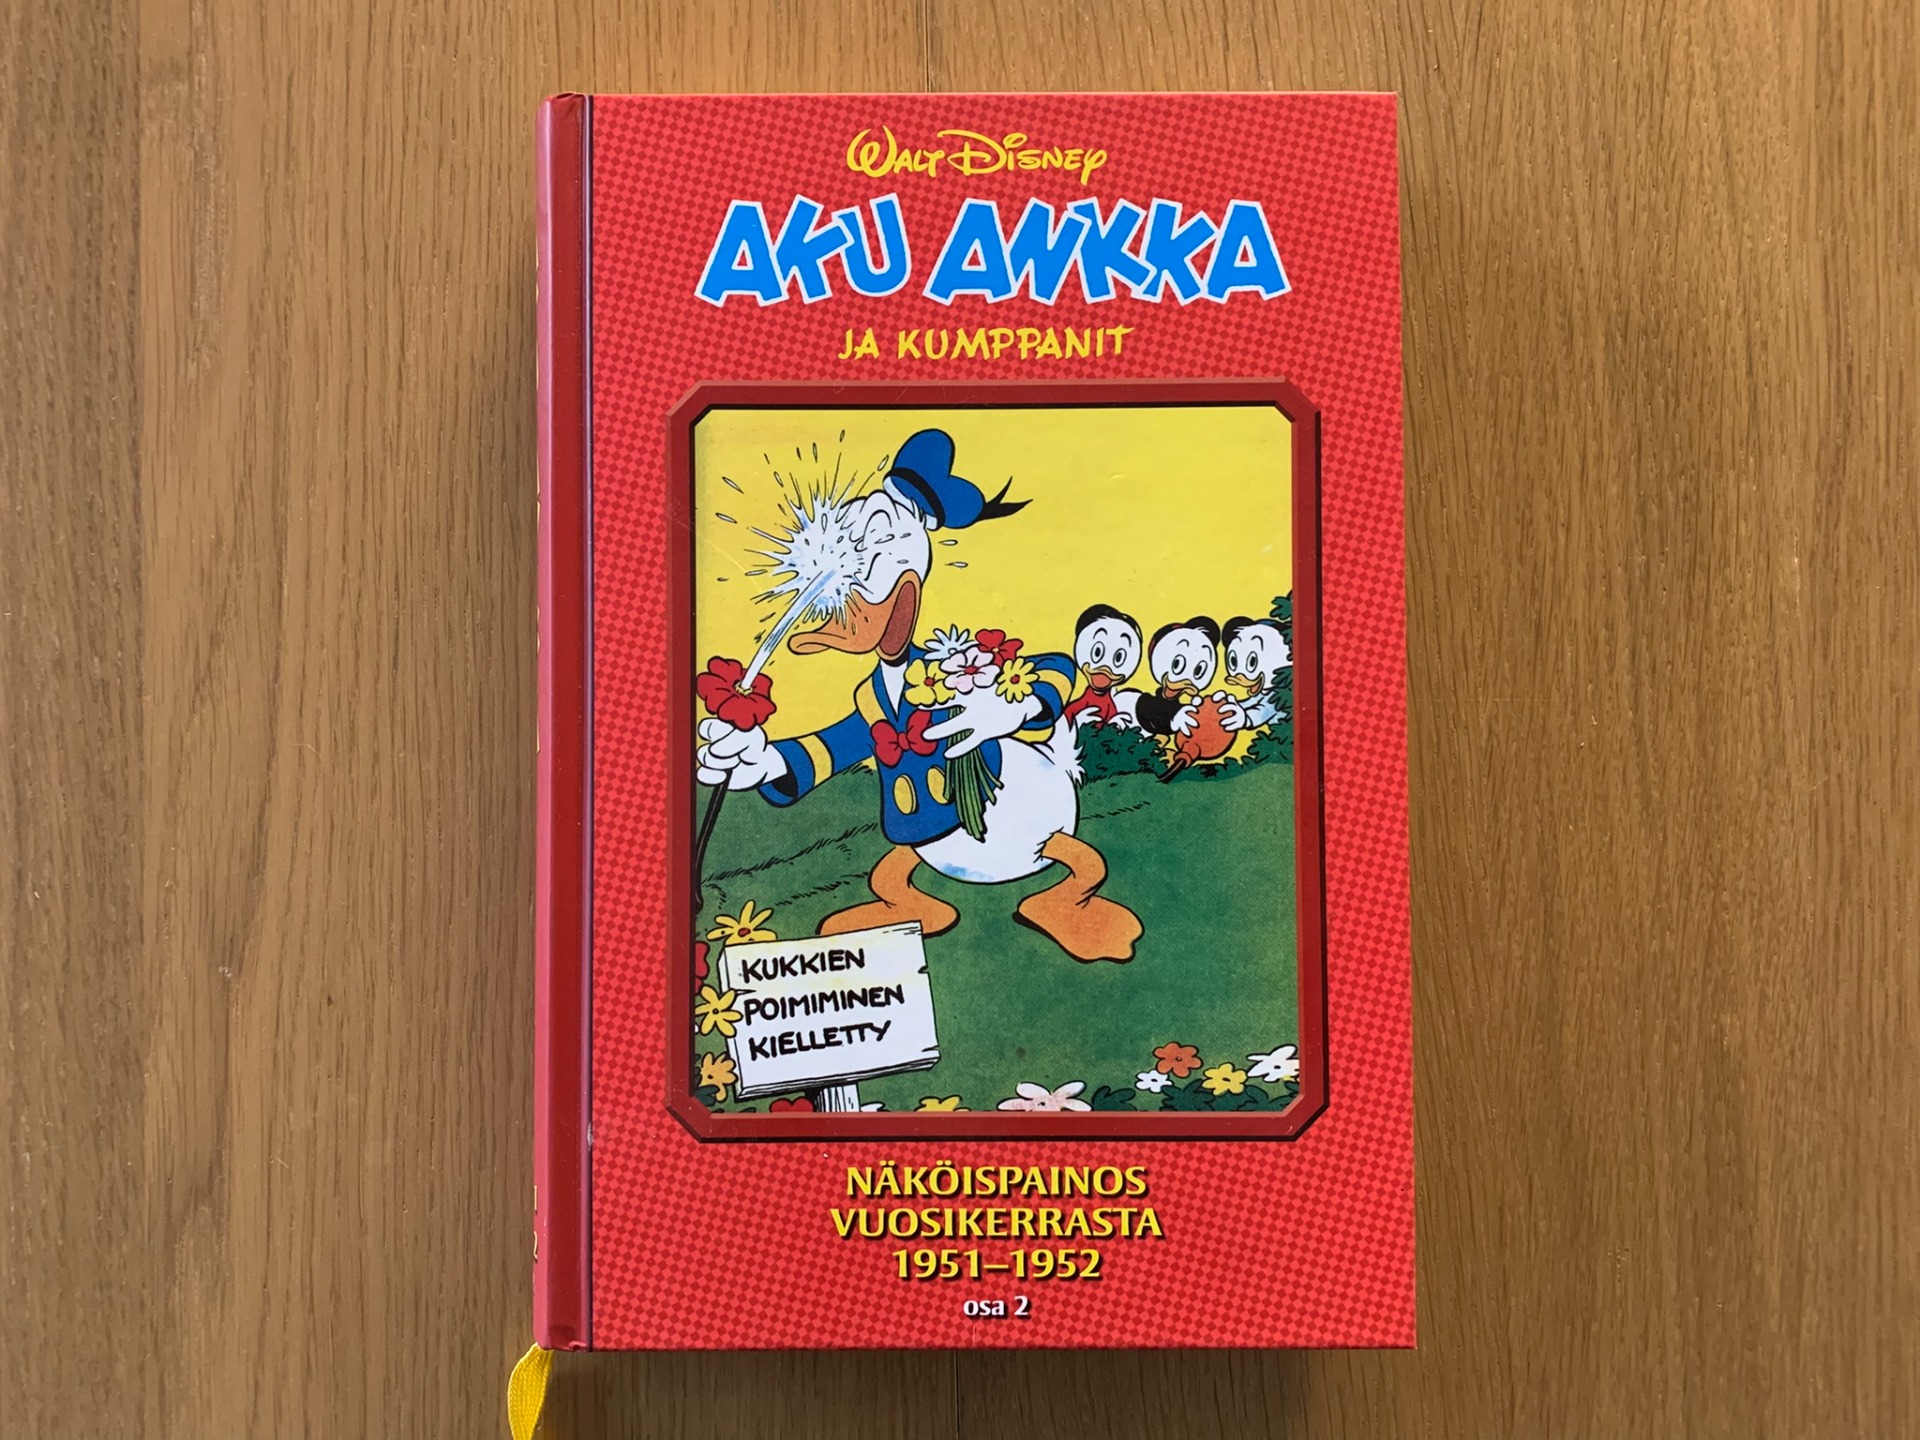 WALT DISNEY
AKU ANKKA
JA KUMPPANIT
KUKKIEN
POIMIMINEN
KIELLETTY
NÄKÖISPAINOS
VUOSIKERRASTA
1951–1952
osa 2